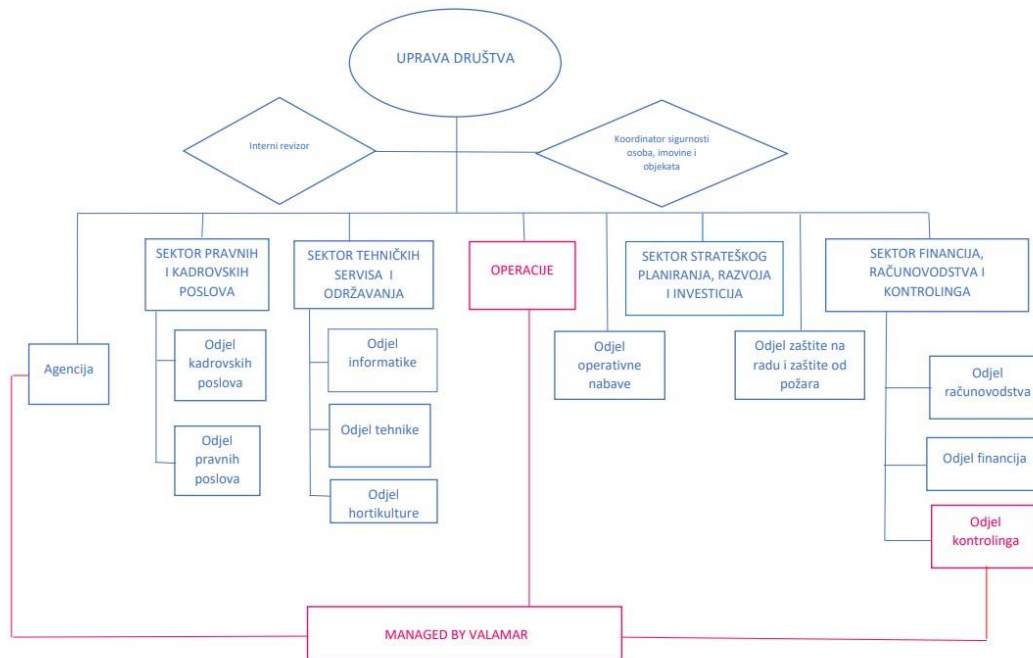 UPRAVA DRUŠTVA
Interni revizor
Koordinator sigurnosti
osoba, imovine i
objekata
SEKTOR PRAVNIH
I KADROVSKIH
POSLOVA
SEKTOR TEHNIČKIH
SERVISA I
ODRŽAVANJA
OPERACIJE
SEKTOR STRATEŠKOG
PLANIRANJA, RAZVOJA
I INVESTICIJA
SEKTOR FINANCIJA,
RAČUNOVODSTVA I
KONTROLINGA
Agencija
Odjel
kadrovskih
poslova
Odjel
informatike
Odjel
operativne
nabave
Odjel zaštite na
radu i zaštite od
požara
Odjel
računovodstva
Odjel tehnike
Odjel
pravnih
poslova
Odjel financija
Odjel
hortikulture
Odjel
kontrolinga
MANAGED BY VALAMAR